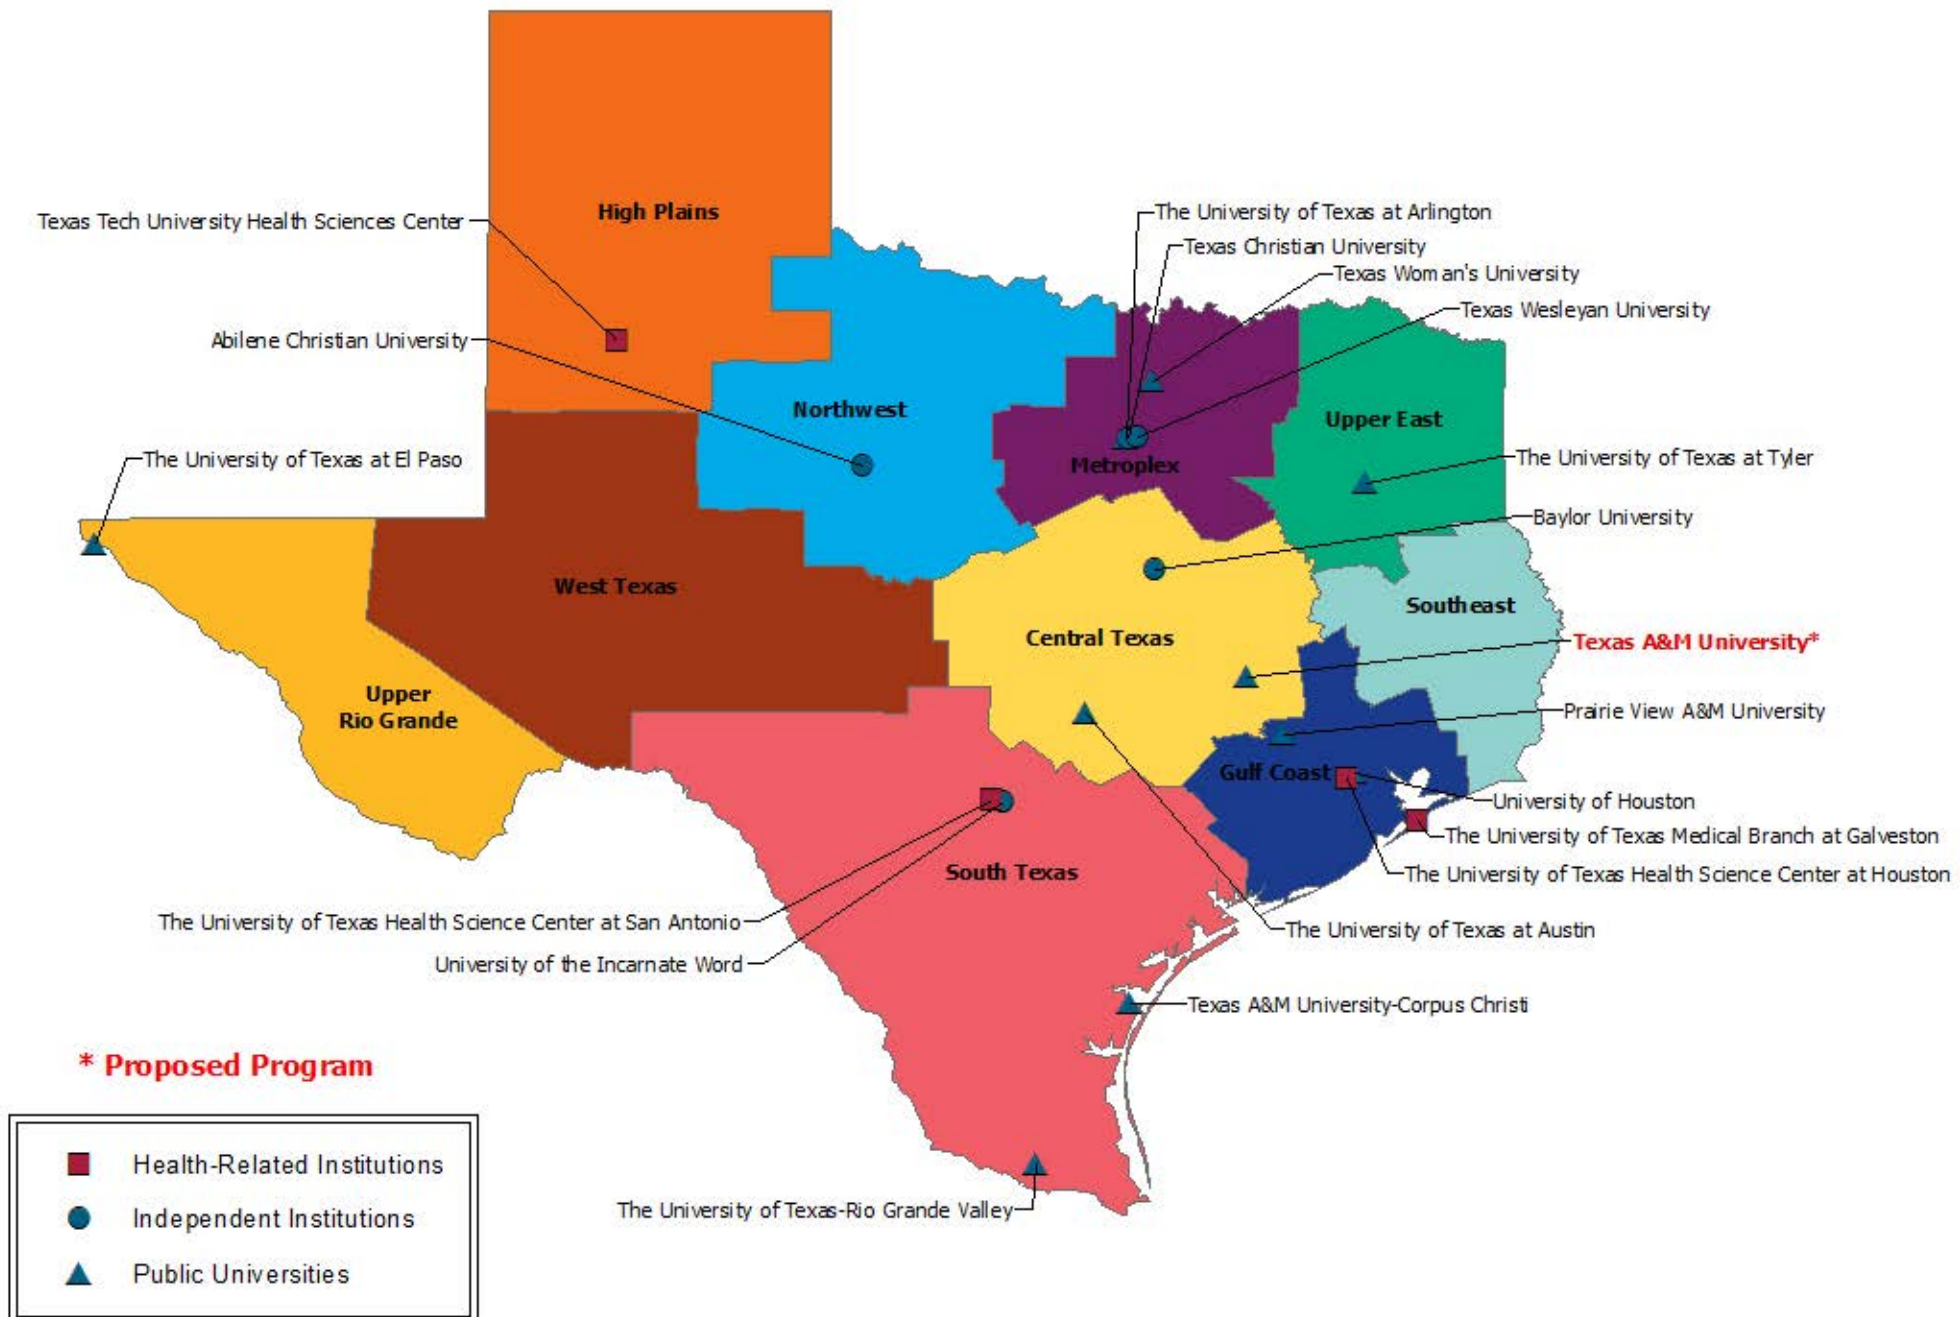 High Plains
Texas Tech University Health Sciences Center
The University of Texas at Arlington
Texas Christian University
Texas Woman's University
Texas Wesleyan University
Abilene Christian University
Northwest
Upper East
The University of Texas at El Paso
Metroplex
The University of Texas at Tyler
Baylor University
West Texas
Southeast
Central Texas
Texas A&M University*
Upper
Rio Grande
Prairie View A&M University
Gulf Coast
University of Houston
The University of Texas Medical Branch at Galveston
South Texas
The University of Texas Health Science Center at Houston
The University of Texas Health Science Center at San Antonio
The University of Texas at Austin
University of the Incarnate Word
Texas A&M University-Corpus Christi
* Proposed Program
Health-Related Institutions
The University of Texas-Rio Grande Valley
Independent Institutions
Public Universities